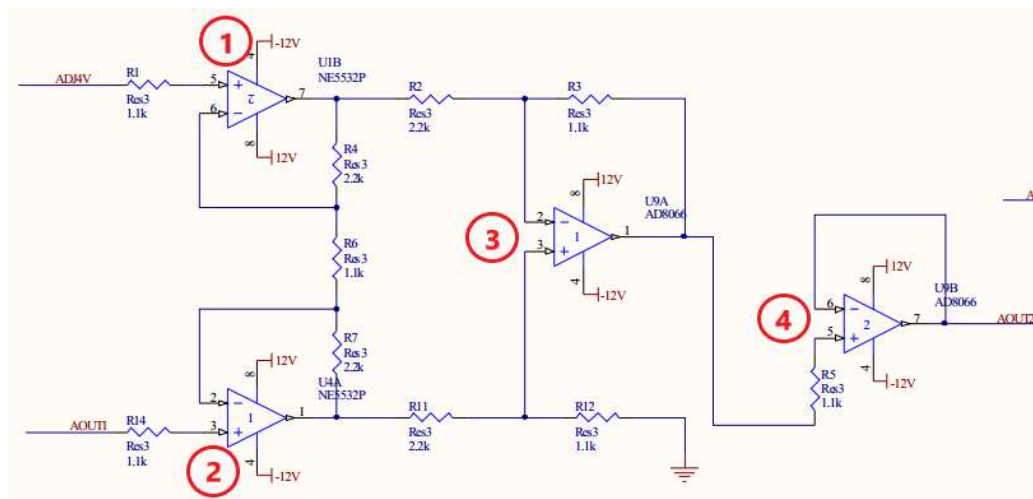 1
-12V
4
U1B
NE5532P
ADJ4V
R1
Res3
1.1k
5
6
+
-
2
7
8
12V
R2
Res3
2.2k
R3
Res3
1.1k
R4
Res3
2.2k
R6
Res3
1.1k
3
12V
8
U9A
AD8066
2
3
-
+
1
1
4
-12V
R7
Res3
2.2k
U4A
NE5532P
12V
8
2
3
-
+
1
1
4
-12V
AOUT1
R14
Res3
1.1k
2
R11
Res3
2.2k
R12
Res3
1.1k
4
12V
8
U9B
AD8066
6
5
-
+
2
7
4
-12V
R5
Res3
1.1k
AOUT2